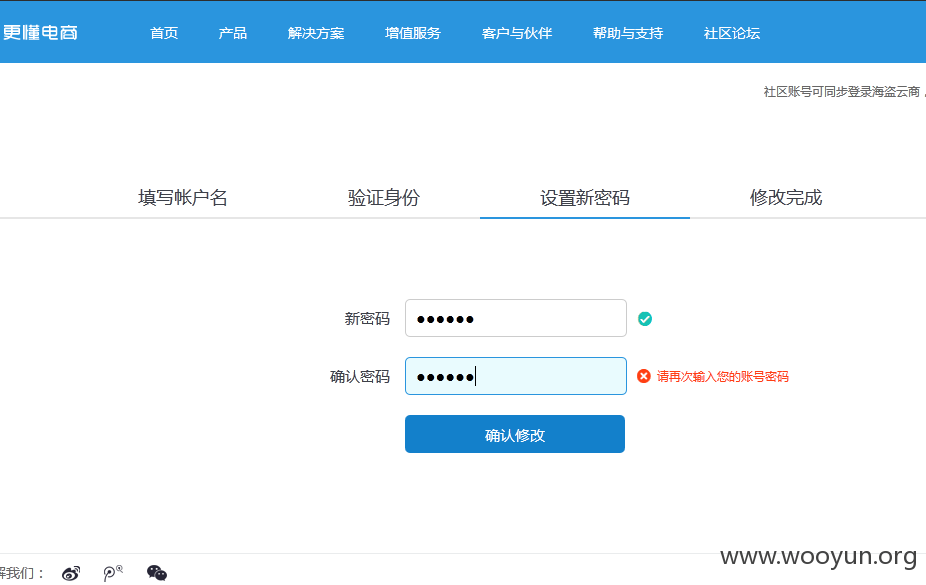 更懂电商 首页 产品 解决方案 增值服务 客户与伙伴 帮助与支持 社区论坛
社区账号可同步登录海盗云商，
填写帐户名 验证身份 设置新密码 修改完成
新密码 ●●●●●●
确认密码 ●●●●●● 请再次输入您的账号密码
确认修改
www.wooyun.org
解我们：